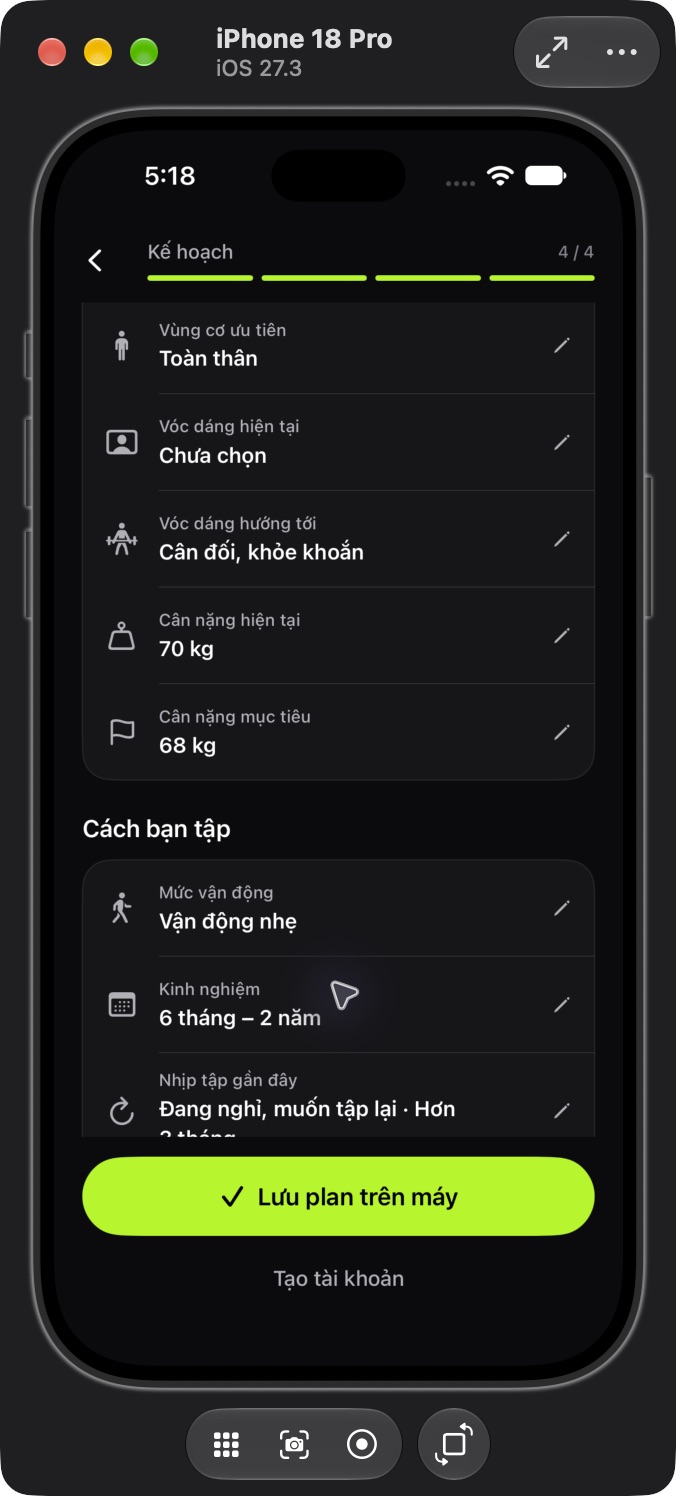 iPhone 18 Pro
iOS 27.3
5:18
Kế hoạch
4 / 4
Vùng cơ ưu tiên
Toàn thân
Vóc dáng hiện tại
Chưa chọn
Vóc dáng hướng tới
Cân đối, khỏe khoắn
Cân nặng hiện tại
70 kg
Cân nặng mục tiêu
68 kg
Cách bạn tập
Mức vận động
Vận động nhẹ
Kinh nghiệm
6 tháng – 2 năm
Nhịp tập gần đây
Đang nghỉ, muốn tập lại · Hơn
tháng
Lưu plan trên máy
Tạo tài khoản